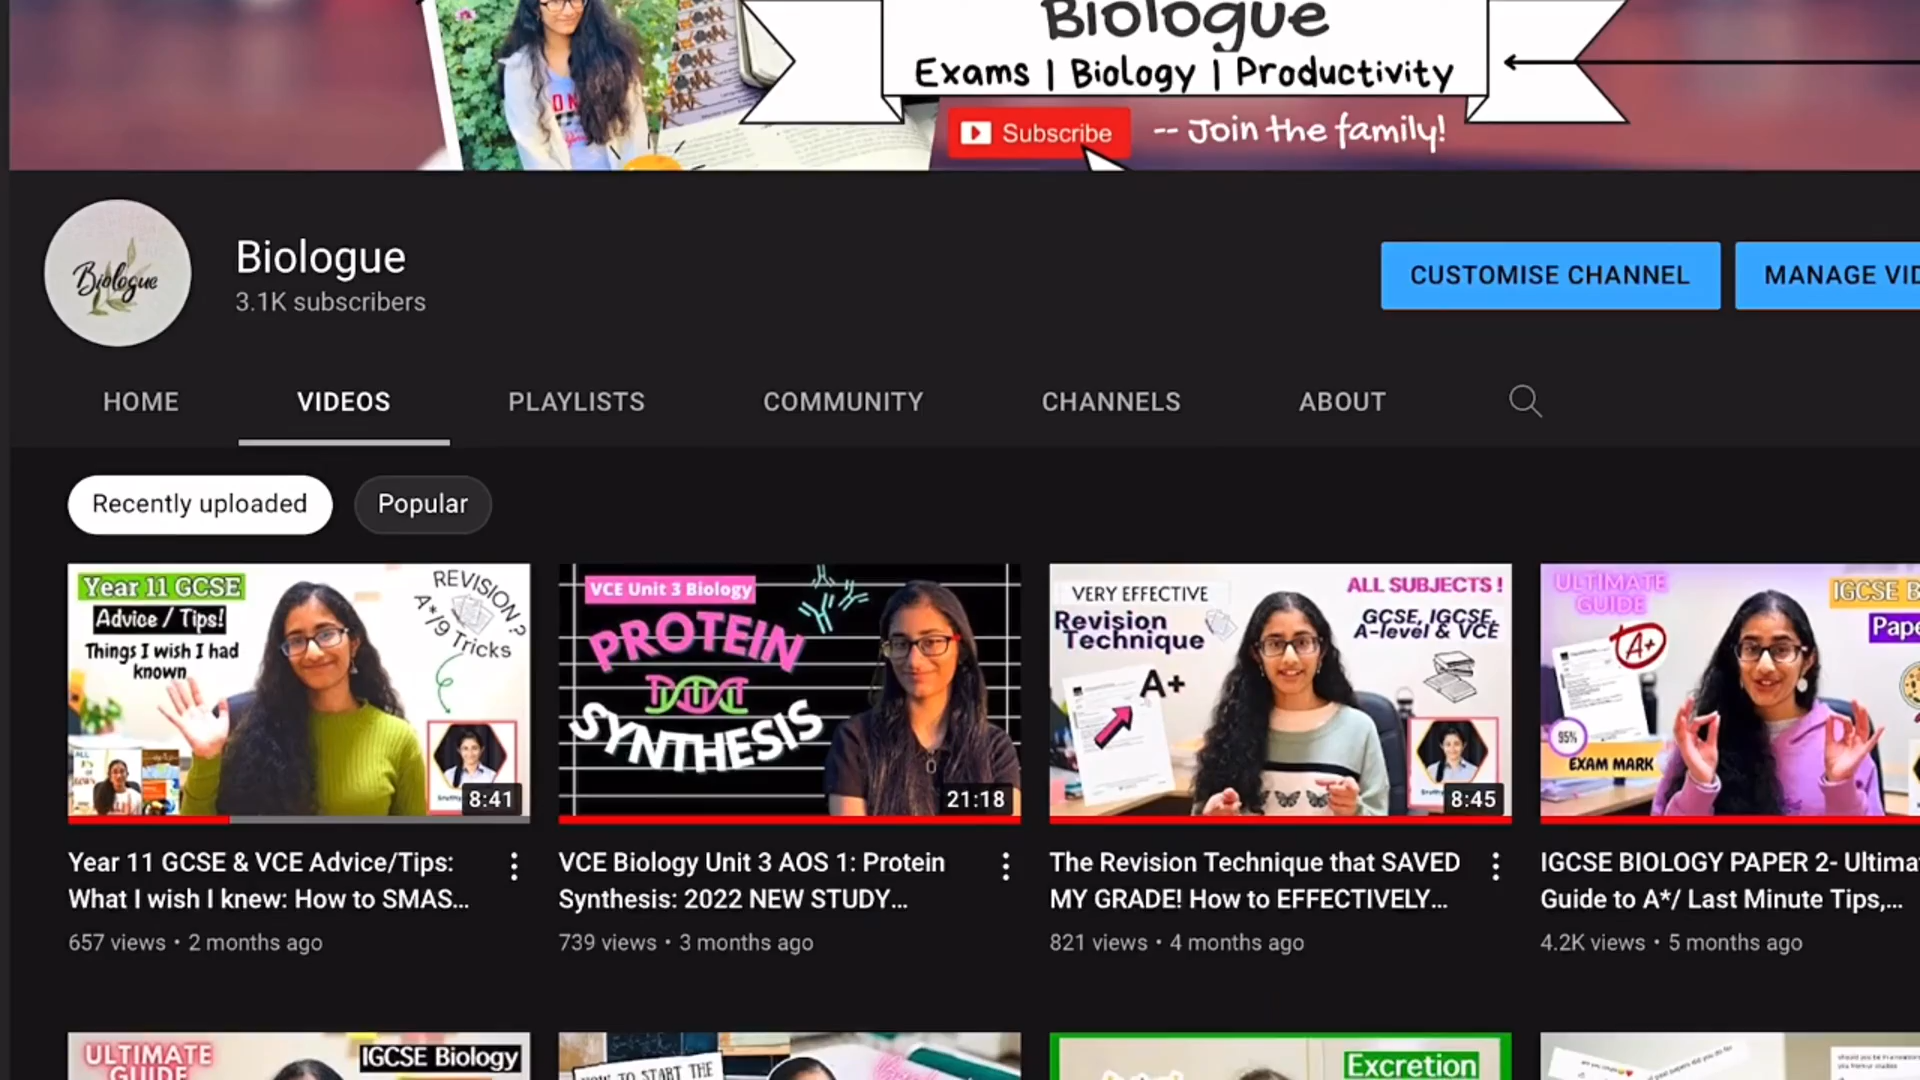 Biologue
Exams | Biology | Productivity
Subscribe
-- Join the family!
Biologue
Biologue
3.1K subscribers
CUSTOMISE CHANNEL
MANAGE VID
HOME
VIDEOS
PLAYLISTS
COMMUNITY
CHANNELS
ABOUT
Recently uploaded
Popular
Year 11 GCSE
Advice / Tips!
Things I wish I had
known
REVISION?
A*/9 Tricks
8:41
VCE Unit 3 Biology
PROTEIN
SYNTHESIS
21:18
VERY EFFECTIVE
Revision
Technique
A+
ALL SUBJECTS !
GCSE, IGCSE,
A-level & VCE
8:45
ULTIMATE
GUIDE
A+
95%
EXAM MARK
IGCSE B
Pape
Year 11 GCSE & VCE Advice/Tips:
What I wish I knew: How to SMAS...
657 views • 2 months ago
VCE Biology Unit 3 AOS 1: Protein
Synthesis: 2022 NEW STUDY...
739 views • 3 months ago
The Revision Technique that SAVED
MY GRADE! How to EFFECTIVELY...
821 views • 4 months ago
IGCSE BIOLOGY PAPER 2- Ultima
Guide to A*/ Last Minute Tips,...
4.2K views • 5 months ago
ULTIMATE
GUIDE
IGCSE Biology
HOW TO START THE
Excretion